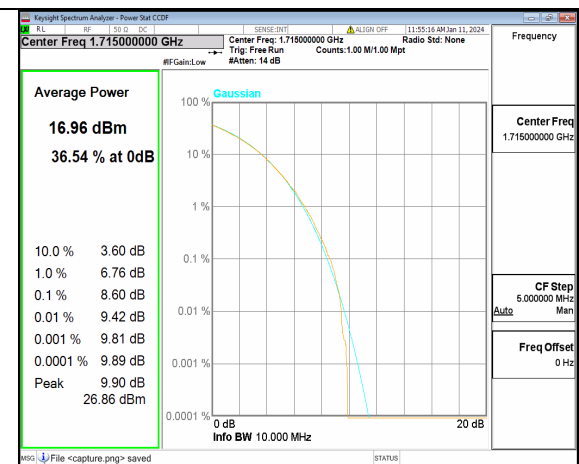 Keysight Spectrum Analyzer - Power Stat CCDF
RL RF 50 Ω DC SENSE:INT ALIGN OFF 11:55:16 AM Jan 11, 2024
Center Freq 1.715000000 GHz
Center Freq: 1.715000000 GHz Radio Std: None
Trig: Free Run Counts:1.00 M/1.00 Mpt
#IFGain:Low #Atten: 14 dB
Frequency
Average Power
16.96 dBm
36.54 % at 0dB
10.0 % 3.60 dB
1.0 % 6.76 dB
0.1 % 8.60 dB
0.01 % 9.42 dB
0.001 % 9.81 dB
0.0001 % 9.89 dB
Peak 9.90 dB
26.86 dBm
Gaussian
100 %
10 %
1 %
0.1 %
0.01 %
0.001 %
0.0001 %
0 dB 20 dB
Info BW 10.000 MHz
Center Freq
1.715000000 GHz
CF Step
5.000000 MHz
Auto Man
Freq Offset
0 Hz
MSG File <capture.png> saved STATUS